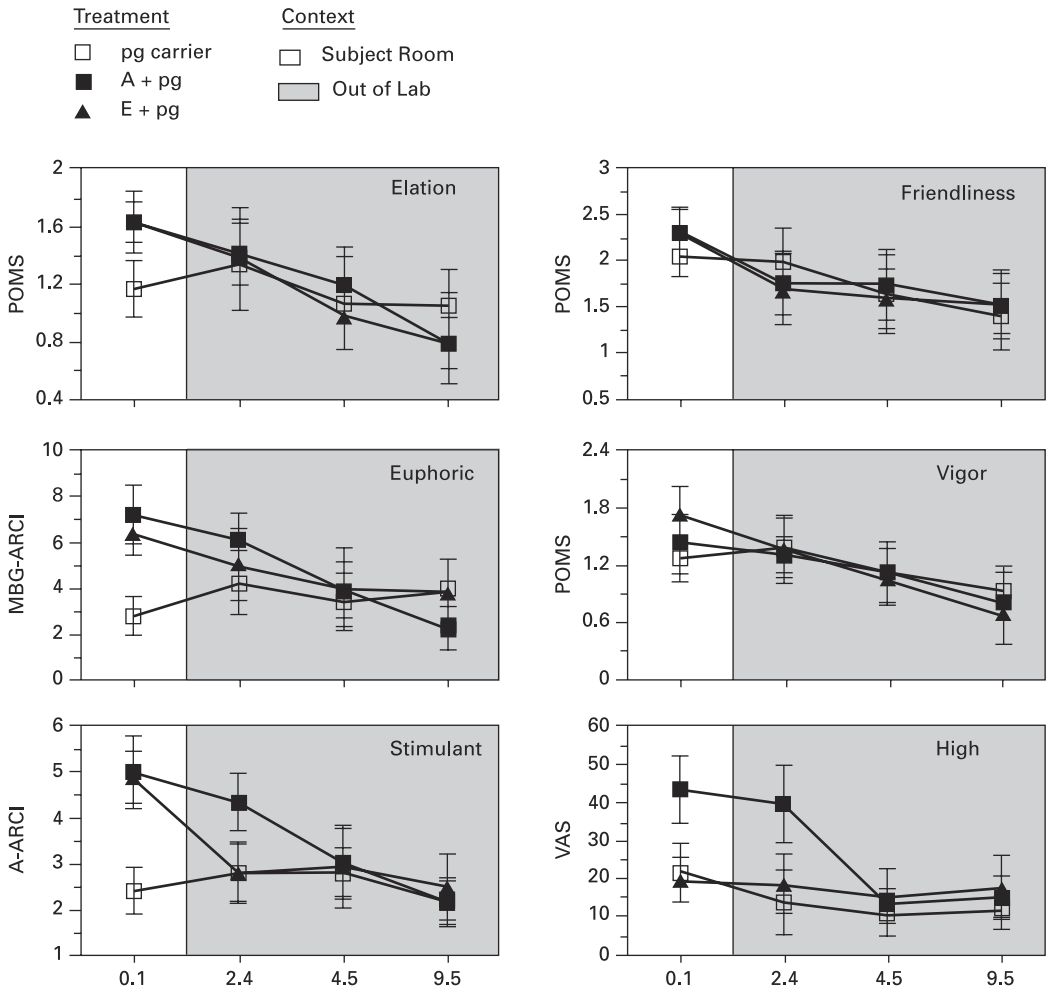 Treatment Context
pg carrier Subject Room
A + pg Out of Lab
E + pg
2 Elation 3 Friendliness
1.6 2.5
POMS 1.2 POMS 2
1.5
0.8 1
0.4 0.5
10 Euphoric 2.4 Vigor
8 1.8
MBG-ARCI 6 POMS 1.2
4
2 0.6
0 0
6 Stimulant 60 High
5 50
A-ARCI 4 VAS 40
30
3 20
2 10
1 0
0.1 2.4 4.5 9.5 0.1 2.4 4.5 9.5